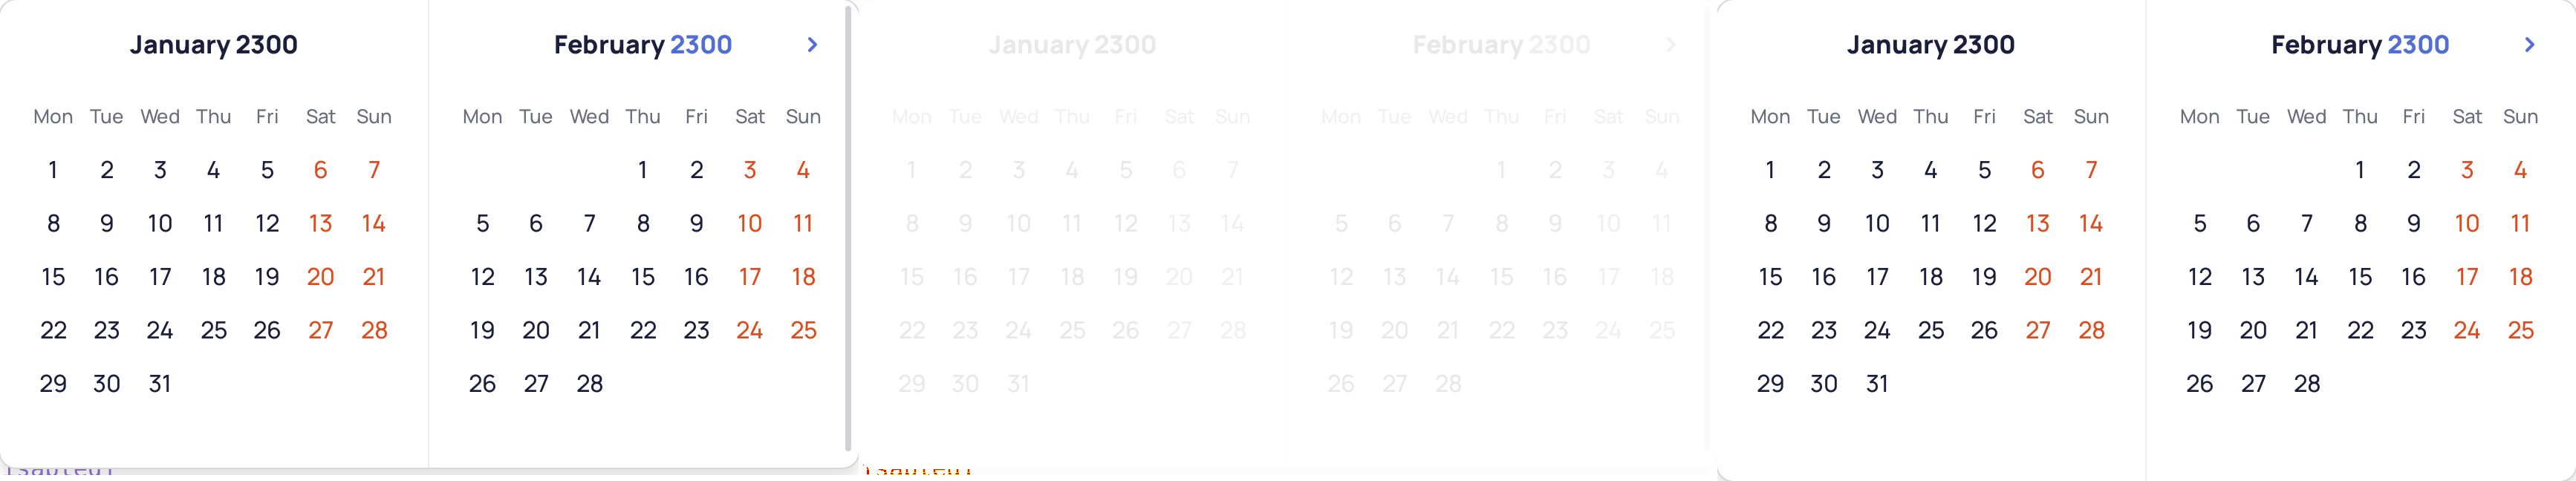 January 2300 February 2300 January 2300 February 2300 January 2300 February 2300
Mon Tue Wed Thu Fri Sat Sun Mon Tue Wed Thu Fri Sat Sun Mon Tue Wed Thu Fri Sat Sun Mon Tue Wed Thu Fri Sat Sun Mon Tue Wed Thu Fri Sat Sun Mon Tue Wed Thu Fri Sat Sun
1 2 3 4 5 6 7 1 2 3 4 1 2 3 4 5 6 7 1 2 3 4 1 2 3 4 5 6 7 1 2 3 4
8 9 10 11 12 13 14 5 6 7 8 9 10 11 8 9 10 11 12 13 14 5 6 7 8 9 10 11 8 9 10 11 12 13 14 5 6 7 8 9 10 11
15 16 17 18 19 20 21 12 13 14 15 16 17 18 15 16 17 18 19 20 21 12 13 14 15 16 17 18 15 16 17 18 19 20 21 12 13 14 15 16 17 18
22 23 24 25 26 27 28 19 20 21 22 23 24 25 22 23 24 25 26 27 28 19 20 21 22 23 24 25 22 23 24 25 26 27 28 19 20 21 22 23 24 25
29 30 31 26 27 28 29 30 31 26 27 28 29 30 31 26 27 28